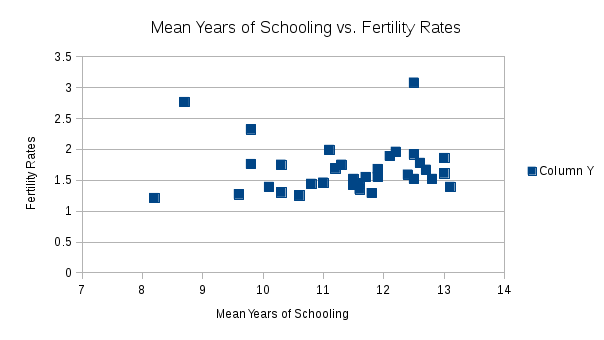 Mean Years of Schooling vs. Fertility Rates
3.5
3
2.5
2
1.5
1
0.5
0
Fertility Rates
Column Y
7 8 9 10 11 12 13 14
Mean Years of Schooling